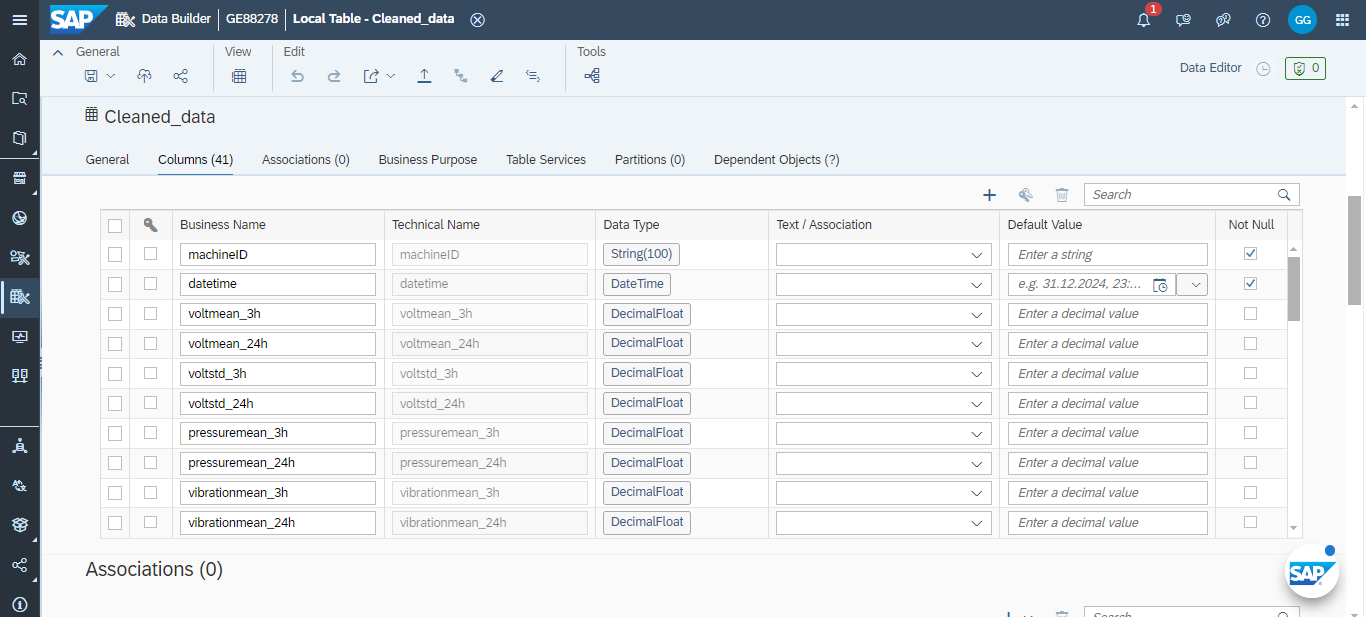 SAP Data Builder GE88278 Local Table - Cleaned_data 1 GG
General View Edit Tools
Data Editor 0
Cleaned_data
General Columns (41) Associations (0) Business Purpose Table Services Partitions (0) Dependent Objects (?)
Search
Business Name Technical Name Data Type Text / Association Default Value Not Null
machineID machineID String(100) Enter a string
datetime datetime DateTime e.g. 31.12.2024, 23:...
voltmean_3h voltmean_3h DecimalFloat Enter a decimal value
voltmean_24h voltmean_24h DecimalFloat Enter a decimal value
voltstd_3h voltstd_3h DecimalFloat Enter a decimal value
voltstd_24h voltstd_24h DecimalFloat Enter a decimal value
pressuremean_3h pressuremean_3h DecimalFloat Enter a decimal value
pressuremean_24h pressuremean_24h DecimalFloat Enter a decimal value
vibrationmean_3h vibrationmean_3h DecimalFloat Enter a decimal value
vibrationmean_24h vibrationmean_24h DecimalFloat Enter a decimal value
Associations (0)
SAP
Search